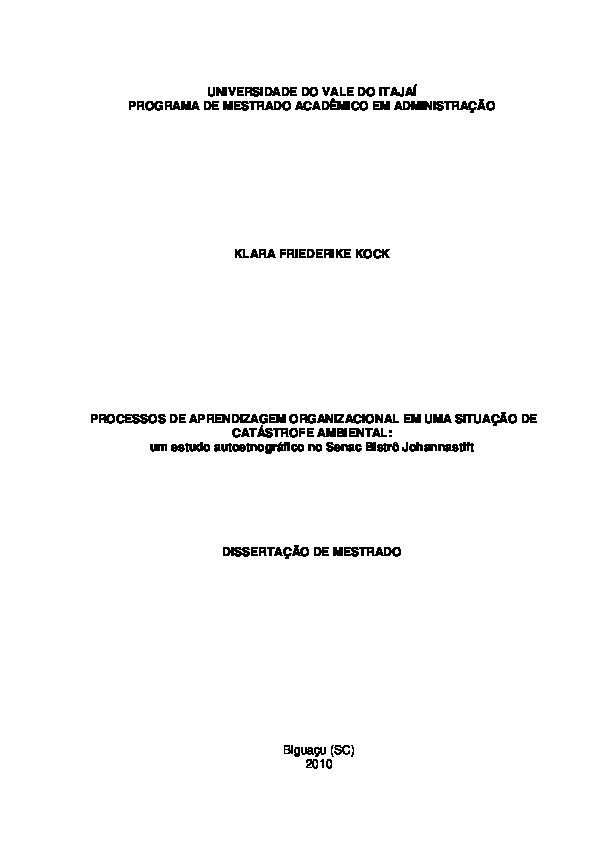 UNIVERSIDADE DO VALE DO ITAJAÍ
PROGRAMA DE MESTRADO ACADÊMICO EM ADMINISTRAÇÃO
KLARA FRIEDERIKE KOCK
PROCESSOS DE APRENDIZAGEM ORGANIZACIONAL EM UMA SITUAÇÃO DE
CATÁSTROFE AMBIENTAL:
um estudo autoetnográfico no Senac Bistrô Johannastift
DISSERTAÇÃO DE MESTRADO
Biguaçu (SC)
2010